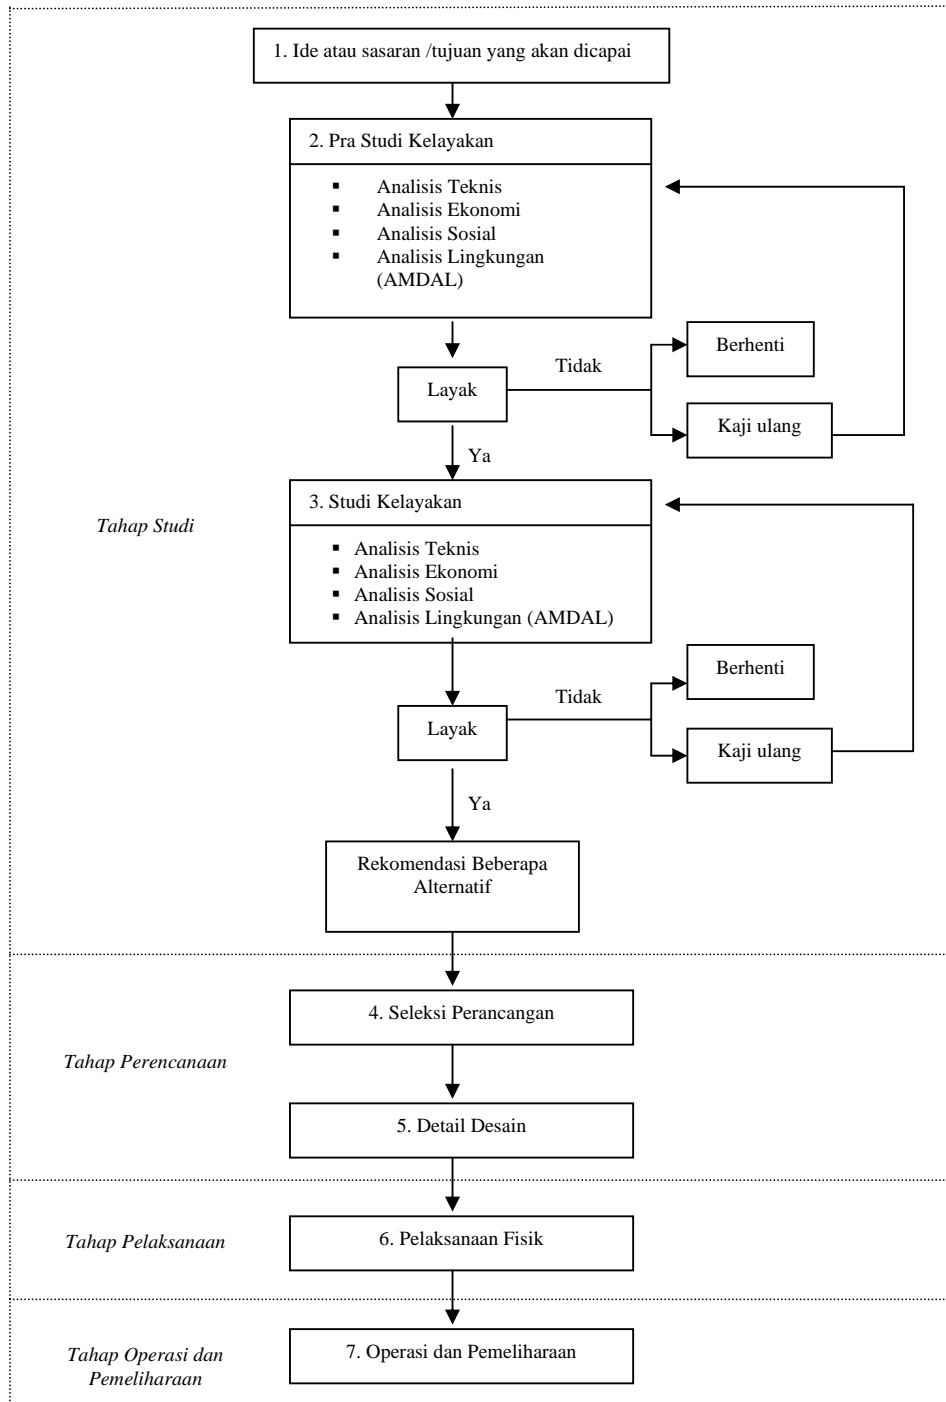 1. Ide atau sasaran /tujuan yang akan dicapai
2. Pra Studi Kelayakan
▪ Analisis Teknis
▪ Analisis Ekonomi
▪ Analisis Sosial
▪ Analisis Lingkungan
(AMDAL)
Berhenti
Tidak
Layak
Kaji ulang
Ya
3. Studi Kelayakan
Tahap Studi
▪ Analisis Teknis
▪ Analisis Ekonomi
▪ Analisis Sosial
▪ Analisis Lingkungan (AMDAL)
Berhenti
Tidak
Layak
Kaji ulang
Ya
Rekomendasi Beberapa
Alternatif
4. Seleksi Perancangan
Tahap Perencanaan
5. Detail Desain
Tahap Pelaksanaan
6. Pelaksanaan Fisik
Tahap Operasi dan
Pemeliharaan
7. Operasi dan Pemeliharaan